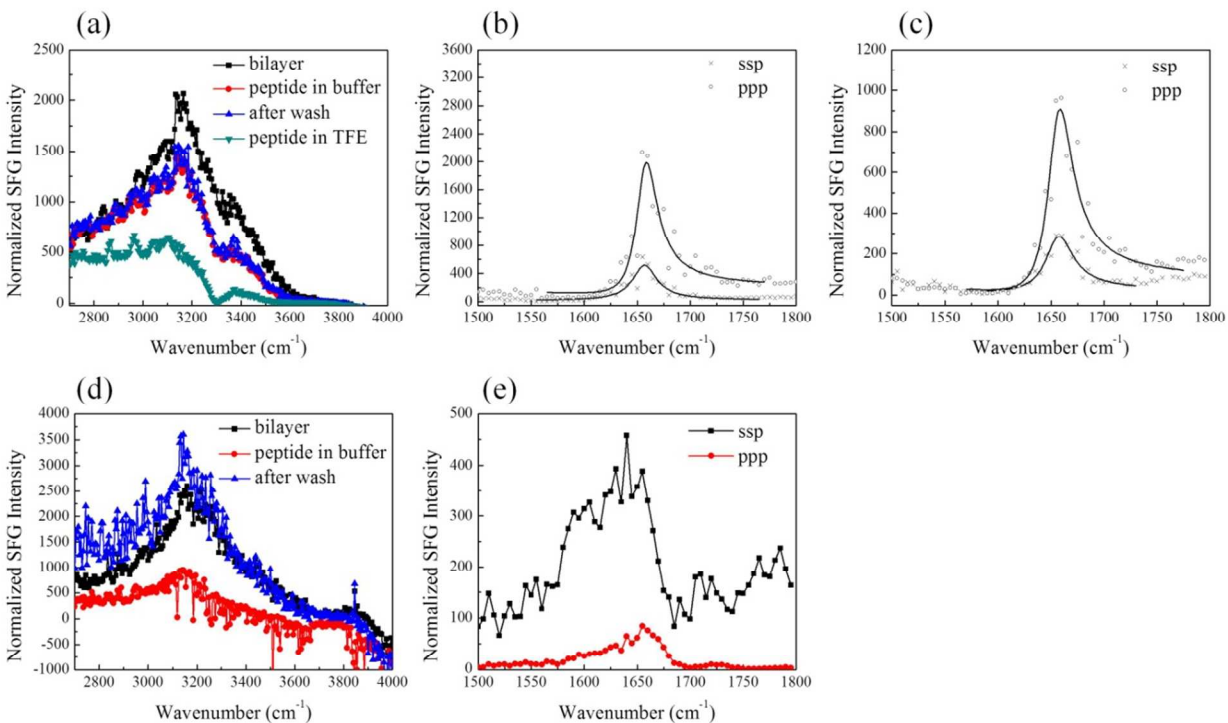 (a)
Normalized SFG Intensity
2500
2000
1500
1000
500
0
bilayer
peptide in buffer
after wash
peptide in TFE
2800 3000 3200 3400 3600 3800 4000
Wavenumber (cm-1)
(b)
Normalized SFG Intensity
3600
3200
2800
2400
2000
1600
1200
800
400
0
ssp
ppp
1500 1550 1600 1650 1700 1750 1800
Wavenumber (cm-1)
(c)
Normalized SFG Intensity
1200
1000
800
600
400
200
0
ssp
ppp
1500 1550 1600 1650 1700 1750 1800
Wavenumber (cm-1)
(d)
Normalized SFG Intensity
4000
3500
3000
2500
2000
1500
1000
500
0
-500
-1000
bilayer
peptide in buffer
after wash
2800 3000 3200 3400 3600 3800 4000
Wavenumber (cm-1)
(e)
Normalized SFG Intensity
500
400
300
200
100
0
ssp
ppp
1500 1550 1600 1650 1700 1750 1800
Wavenumber (cm-1)